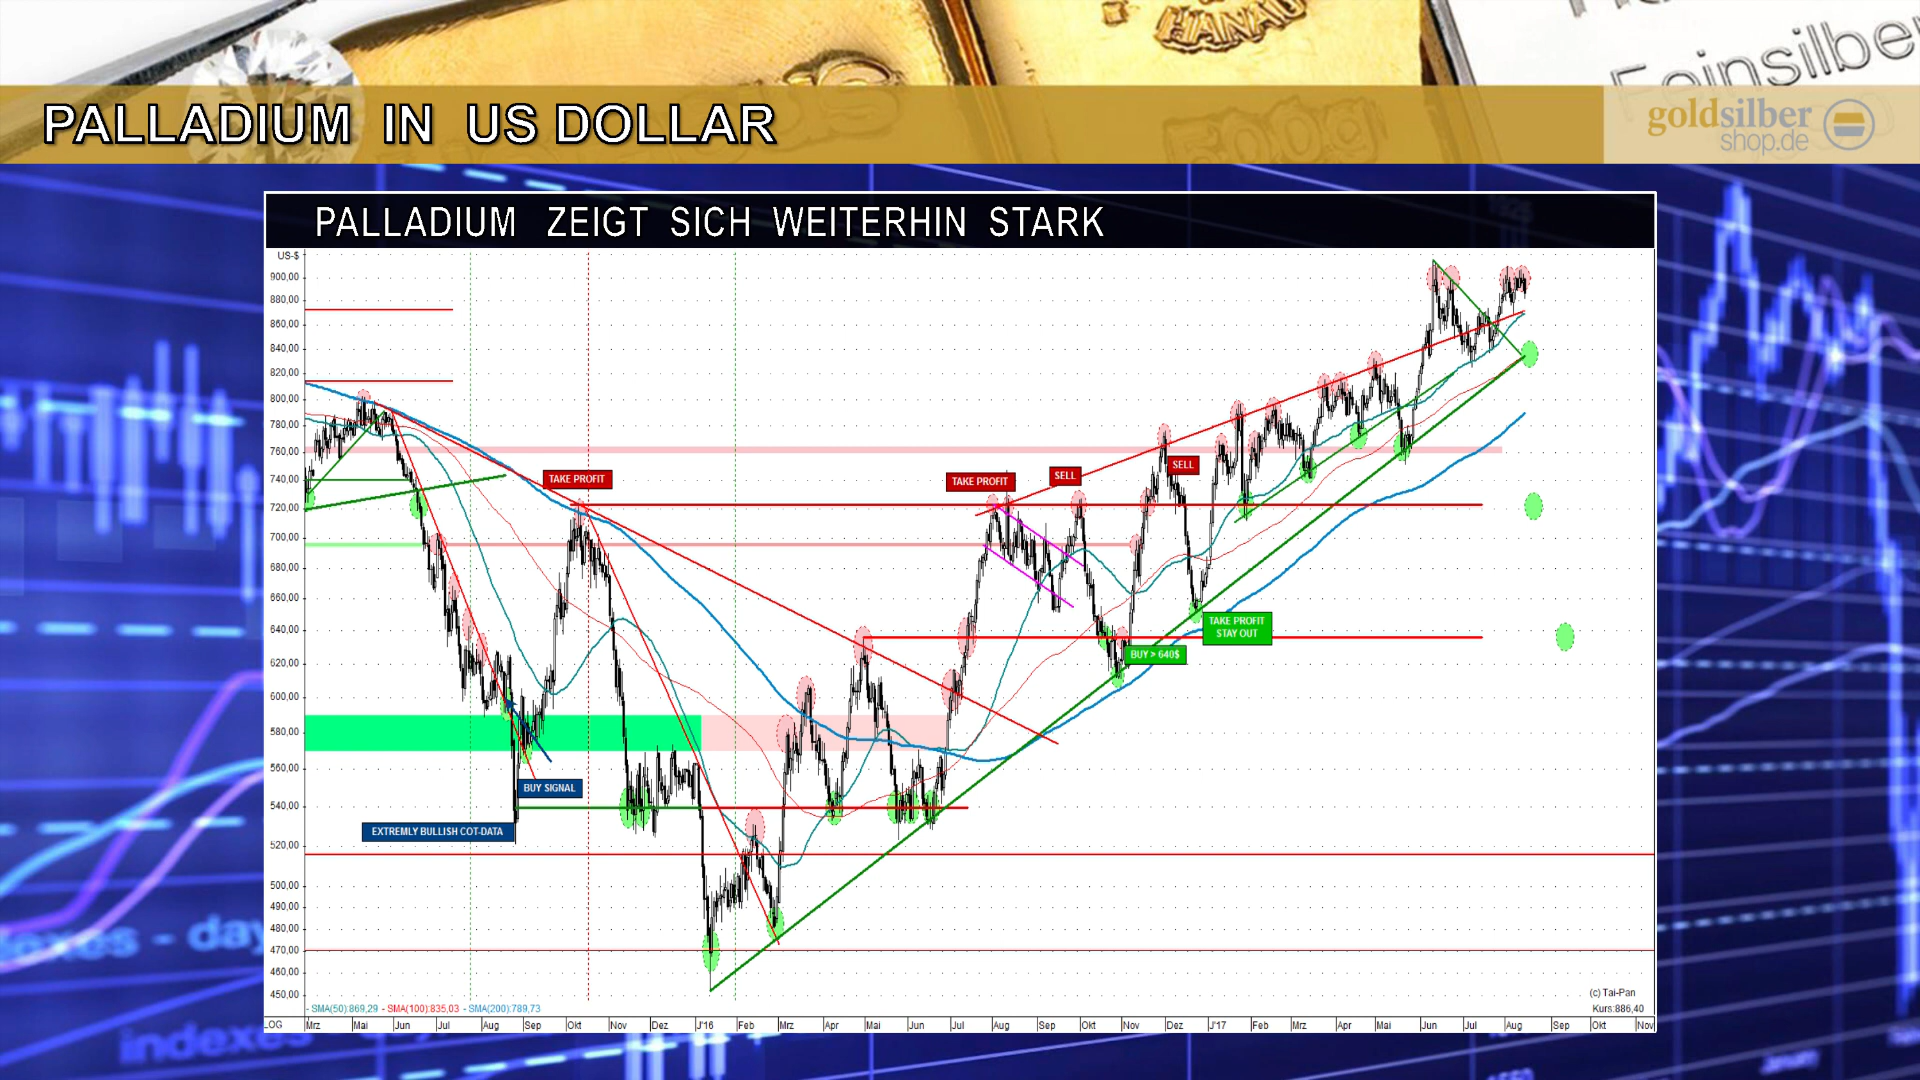 HANAU
Feinsilber
PALLADIUM IN US DOLLAR
500g
goldsilber
shop.de
PALLADIUM ZEIGT SICH WEITERHIN STARK
US-$
900,00
880,00
860,00
840,00
820,00
800,00
780,00
760,00
740,00
720,00
700,00
680,00
660,00
640,00
620,00
600,00
580,00
560,00
540,00
520,00
500,00
490,00
480,00
470,00
460,00
450,00
TAKE PROFIT
TAKE PROFIT
SELL
SELL
TAKE PROFIT
STAY OUT
BUY > 640$
BUY SIGNAL
EXTREMLY BULLISH COT-DATA
(c) Tai-Pan
Kurs:886,40
- SMA(50):869,29 - SMA(100):835,03 - SMA(200):789,73
LOG Mrz Mai Jun Jul Aug Sep Okt Nov Dez J'16 Feb Mrz Apr Mai Jun Jul Aug Sep Okt Nov Dez J'17 Feb Mrz Apr Mai Jun Jul Aug Sep Okt Nov
indexes - day
indexes